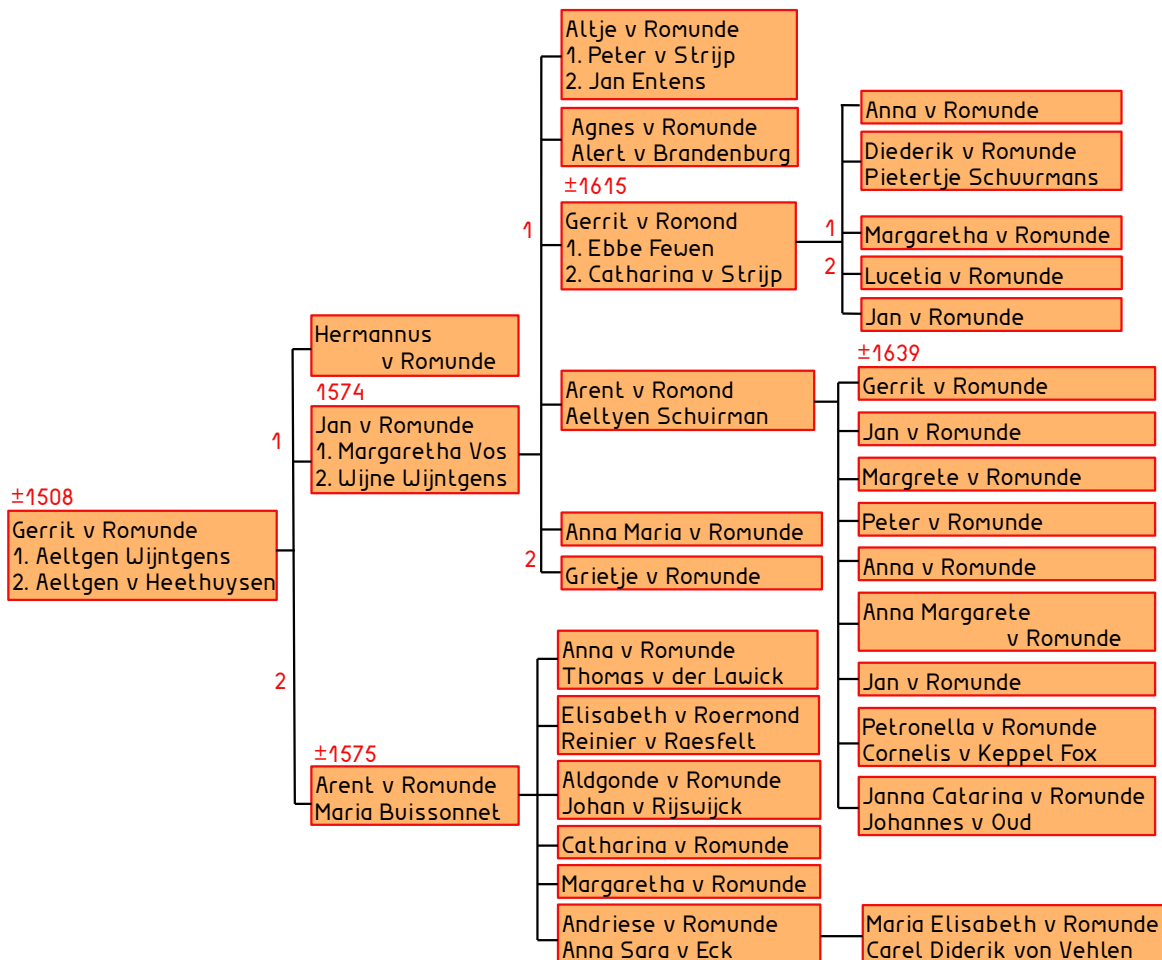 ±1508
Gerrit v Romunde
1. Aeltgen Wijntgens
2. Aeltgen v Heethuysen
1
2
Hermannus
v Romunde
1574
Jan v Romunde
1. Margaretha Vos
2. Wijne Wijntgens
±1575
Arent v Romunde
Maria Buissonnet
1
2
Altje v Romunde
1. Peter v Strijp
2. Jan Entens
Agnes v Romunde
Alert v Brandenburg
±1615
Gerrit v Romond
1. Ebbe Fewen
2. Catharina v Strijp
Arent v Romond
Aeltyen Schuirman
Anna Maria v Romunde
Grietje v Romunde
Anna v Romunde
Thomas v der Lawick
Elisabeth v Roermond
Reinier v Raesfelt
Aldgonde v Romunde
Johan v Rijswijck
Catharina v Romunde
Margaretha v Romunde
Andriese v Romunde
Anna Sara v Eck
1
2
Anna v Romunde
Diederik v Romunde
Pietertje Schuurmans
Margaretha v Romunde
Lucetia v Romunde
Jan v Romunde
±1639
Gerrit v Romunde
Jan v Romunde
Margrete v Romunde
Peter v Romunde
Anna v Romunde
Anna Margarete
v Romunde
Jan v Romunde
Petronella v Romunde
Cornelis v Keppel Fox
Janna Catarina v Romunde
Johannes v Oud
Maria Elisabeth v Romunde
Carel Diderik von Vehlen